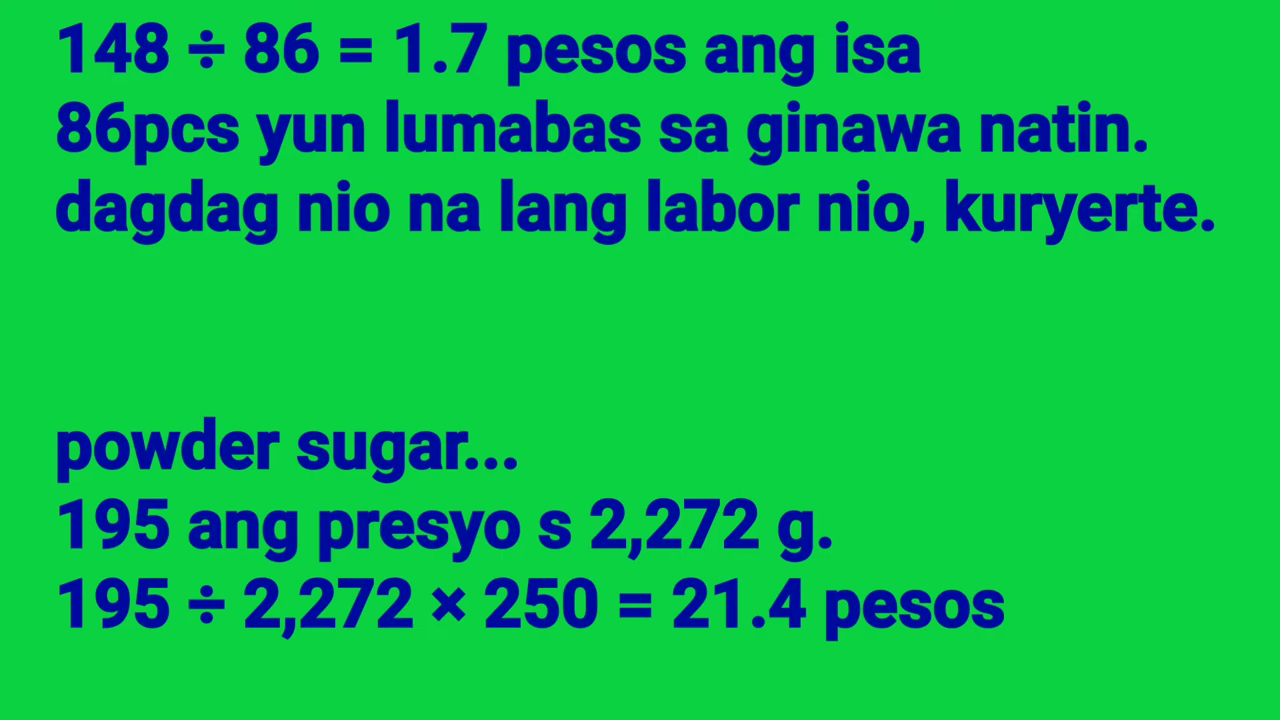 148 ÷ 86 = 1.7 pesos ang isa
86pcs yun lumabas sa ginawa natin.
dagdag nio na lang labor nio, kuryerte.
powder sugar...
195 ang presyo s 2,272 g.
195 ÷ 2,272 × 250 = 21.4 pesos